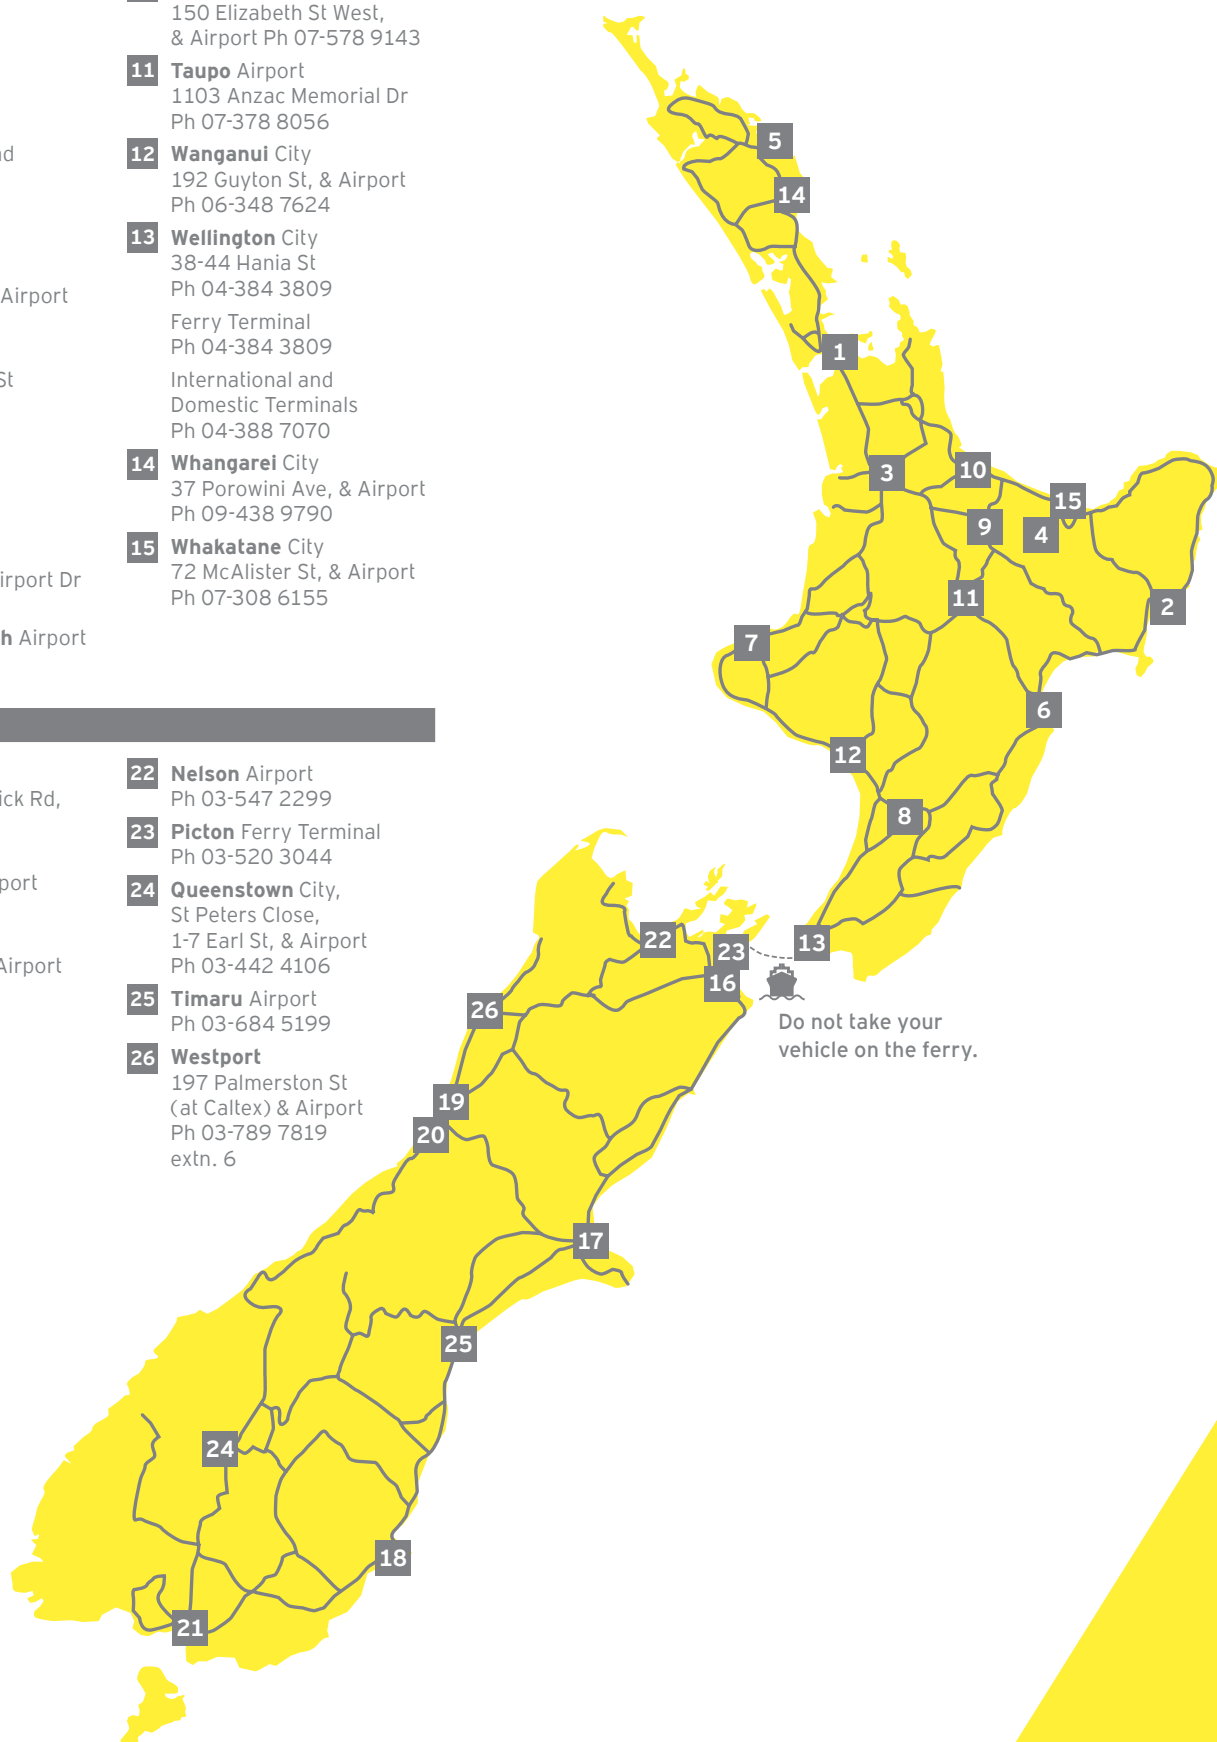 150 Elizabeth St West,
& Airport Ph 07-578 9143
11 Taupo Airport
1103 Anzac Memorial Dr
Ph 07-378 8056
12 Wanganui City
192 Guyton St, & Airport
Ph 06-348 7624
13 Wellington City
38-44 Hania St
Ph 04-384 3809
Ferry Terminal
Ph 04-384 3809
International and
Domestic Terminals
Ph 04-388 7070
14 Whangarei City
37 Porowini Ave, & Airport
Ph 09-438 9790
15 Whakatane City
72 McAlister St, & Airport
Ph 07-308 6155
Airport
St
irport Dr
h Airport
22 Nelson Airport
Ph 03-547 2299
23 Picton Ferry Terminal
Ph 03-520 3044
24 Queenstown City,
St Peters Close,
1-7 Earl St, & Airport
Ph 03-442 4106
25 Timaru Airport
Ph 03-684 5199
26 Westport
197 Palmerston St
(at Caltex) & Airport
Ph 03-789 7819
extn. 6
ick Rd,
port
Airport
5
14
1
3
10
15
9
4
11
2
7
6
12
8
22
23
13
16
26
Do not take your
vehicle on the ferry.
19
20
17
25
24
18
21